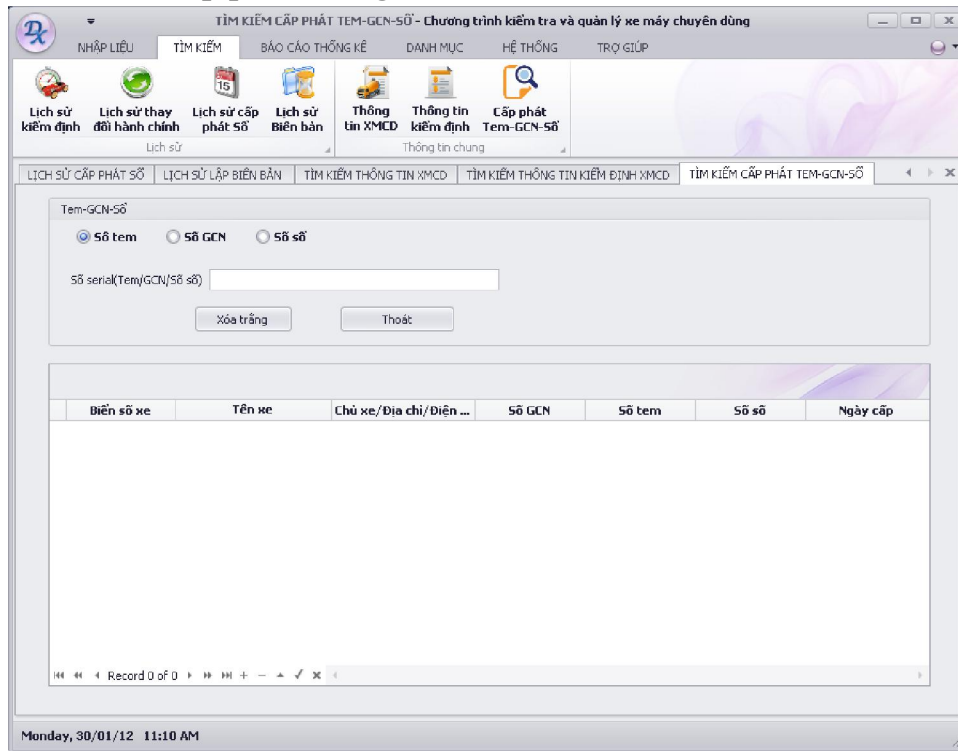 TÌM KIẾM CẤP PHÁT TEM-GCN-SỔ - Chương trình kiểm tra và quản lý xe máy chuyên dùng
NHẬP LIỆU TÌM KIẾM BÁO CÁO THỐNG KÊ DANH MỤC HỆ THỐNG TRỢ GIÚP
Lịch sử kiểm định
Lịch sử thay đổi hành chính
Lịch sử cấp phát Sổ
Lịch sử Biên bản
Thông tin XMCD
Thông tin kiểm định
Cấp phát Tem-GCN-Sổ
Lịch sử Thông tin chung
LỊCH SỬ CẤP PHÁT SỔ LỊCH SỬ LẬP BIÊN BẢN TÌM KIẾM THÔNG TIN XMCD TÌM KIẾM THÔNG TIN KIỂM ĐỊNH XMCD TÌM KIẾM CẤP PHÁT TEM-GCN-SỔ
Tem-GCN-Sổ
Số tem Số GCN Số sổ
Số serial(Tem/GCN/Số sổ)
Xóa trắng Thoát
Biển số xe Tên xe Chủ xe/Địa chỉ/Điện ... Số GCN Số tem Số sổ Ngày cấp
Record 0 of 0
Monday, 30/01/12 11:10 AM